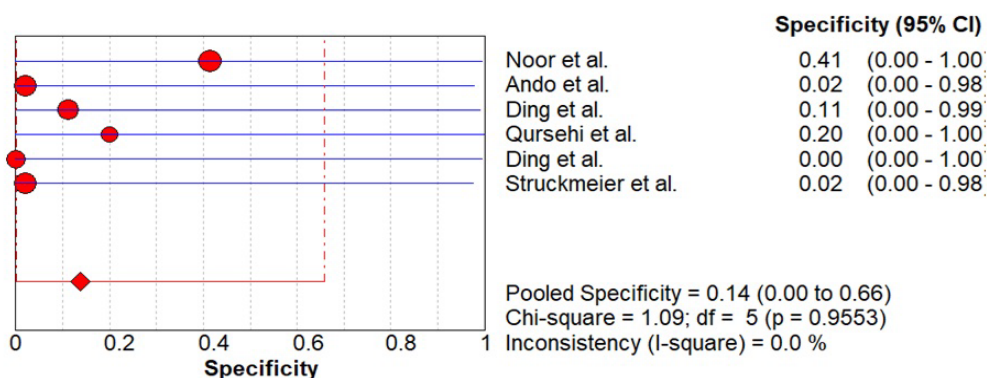 Specificity (95% CI)
Noor et al. 0.41 (0.00 - 1.00)
Ando et al. 0.02 (0.00 - 0.98)
Ding et al. 0.11 (0.00 - 0.99)
Qursehi et al. 0.20 (0.00 - 1.00)
Ding et al. 0.00 (0.00 - 1.00)
Struckmeier et al. 0.02 (0.00 - 0.98)
Pooled Specificity = 0.14 (0.00 to 0.66)
Chi-square = 1.09; df = 5 (p = 0.9553)
Inconsistency (I-square) = 0.0 %
0 0.2 0.4 0.6 0.8 1
Specificity